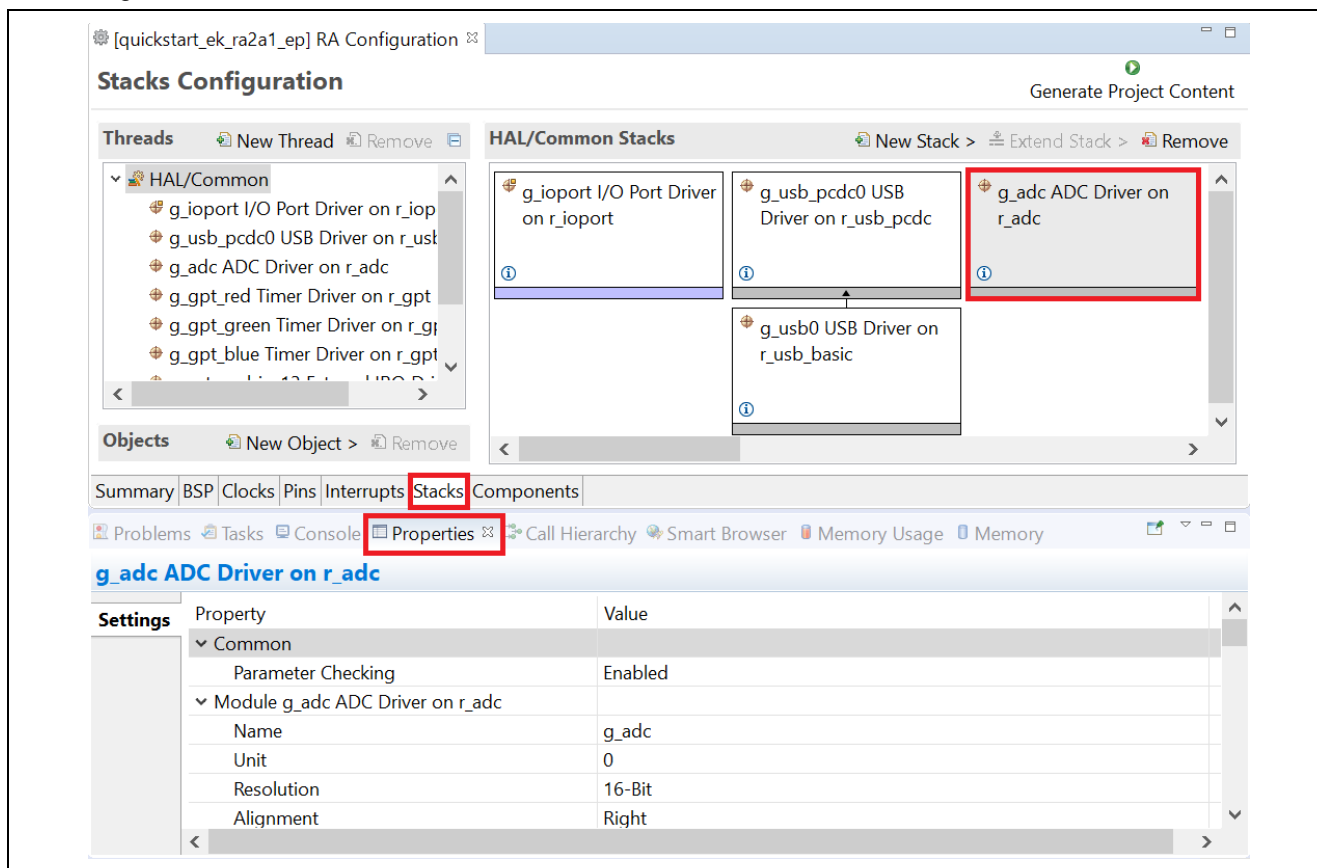 [quickstart_ek_ra2a1_ep] RA Configuration
Stacks Configuration
Generate Project Content
Threads New Thread Remove
HAL/Common
g_ioport I/O Port Driver on r_iop
g_usb_pcdc0 USB Driver on r_usb
g_adc ADC Driver on r_adc
g_gpt_red Timer Driver on r_gpt
g_gpt_green Timer Driver on r_gp
g_gpt_blue Timer Driver on r_gpt
Objects New Object > Remove
HAL/Common Stacks New Stack > Extend Stack > Remove
g_ioport I/O Port Driver
on r_ioport
g_usb_pcdc0 USB
Driver on r_usb_pcdc
g_adc ADC Driver on
r_adc
g_usb0 USB Driver on
r_usb_basic
Summary BSP Clocks Pins Interrupts Stacks Components
Problems Tasks Console Properties Call Hierarchy Smart Browser Memory Usage Memory
g_adc ADC Driver on r_adc
Settings
Property Value
Common
Parameter Checking Enabled
Module g_adc ADC Driver on r_adc
Name g_adc
Unit 0
Resolution 16-Bit
Alignment Right